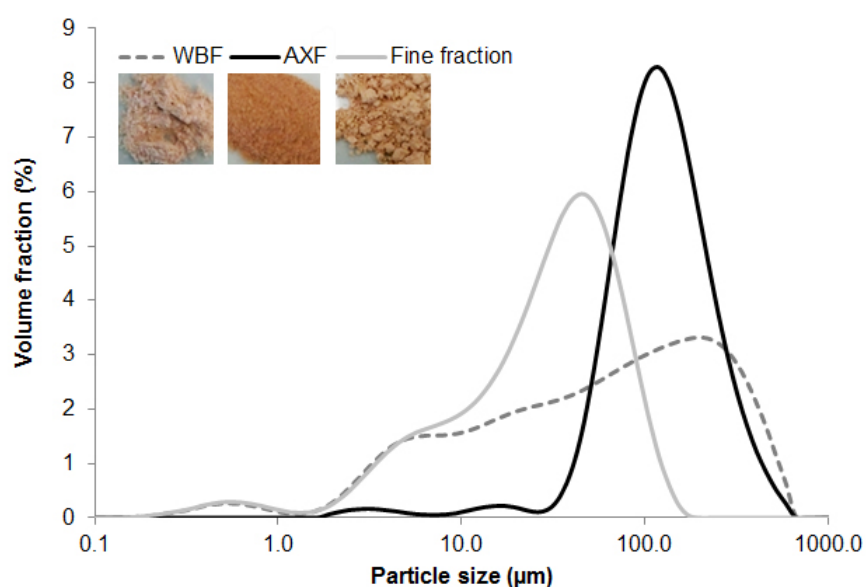 9
8
7
6
5
4
3
2
1
0
Volume fraction (%)
WBF AXF Fine fraction
0.1 1.0 10.0 100.0 1000.0
Particle size (µm)